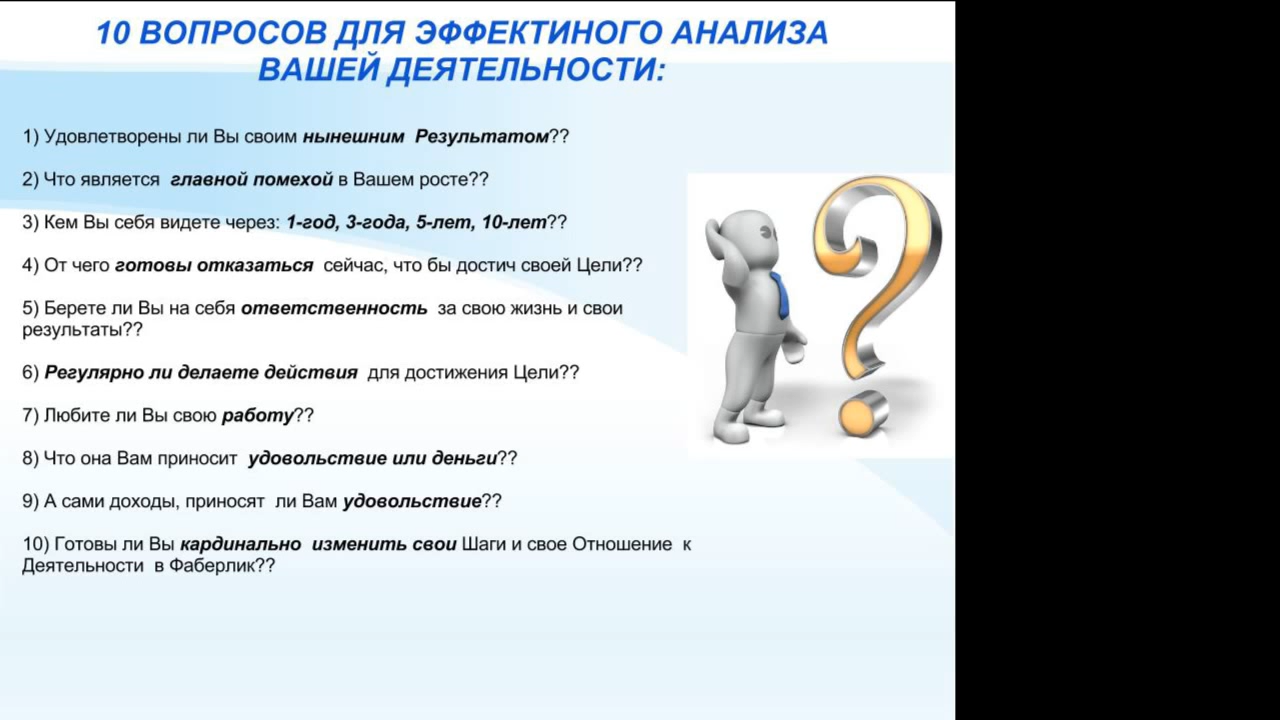 10 ВОПРОСОВ ДЛЯ ЭФФЕКТИНОГО АНАЛИЗА
ВАШЕЙ ДЕЯТЕЛЬНОСТИ:
1) Удовлетворены ли Вы своим нынешним Результатом??
2) Что является главной помехой в Вашем росте??
3) Кем Вы себя видете через: 1-год, 3-года, 5-лет, 10-лет??
4) От чего готовы отказаться сейчас, что бы достич своей Цели??
5) Берете ли Вы на себя ответственность за свою жизнь и свои
результаты??
6) Регулярно ли делаете действия для достижения Цели??
7) Любите ли Вы свою работу??
8) Что она Вам приносит удовольствие или деньги??
9) А сами доходы, приносят ли Вам удовольствие??
10) Готовы ли Вы кардинально изменить свои Шаги и свое Отношение к
Деятельности в Фаберлик??